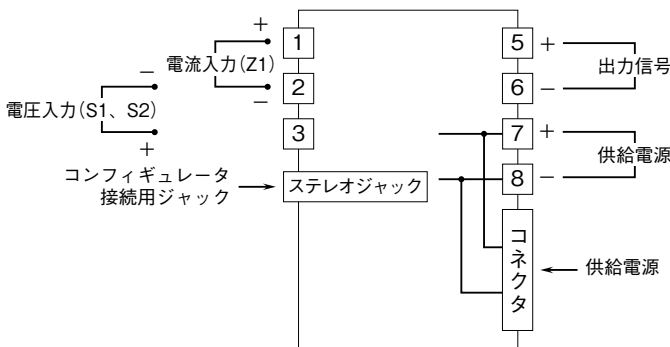 +
電流入力(Z1)
−
1
2
3
−
電圧入力(S1、S2)
+
コンフィギュレータ
接続用ジャック
ステレオジャック
5 +
出力信号
6 −
7 +
供給電源
8 −
コネクタ
供給電源